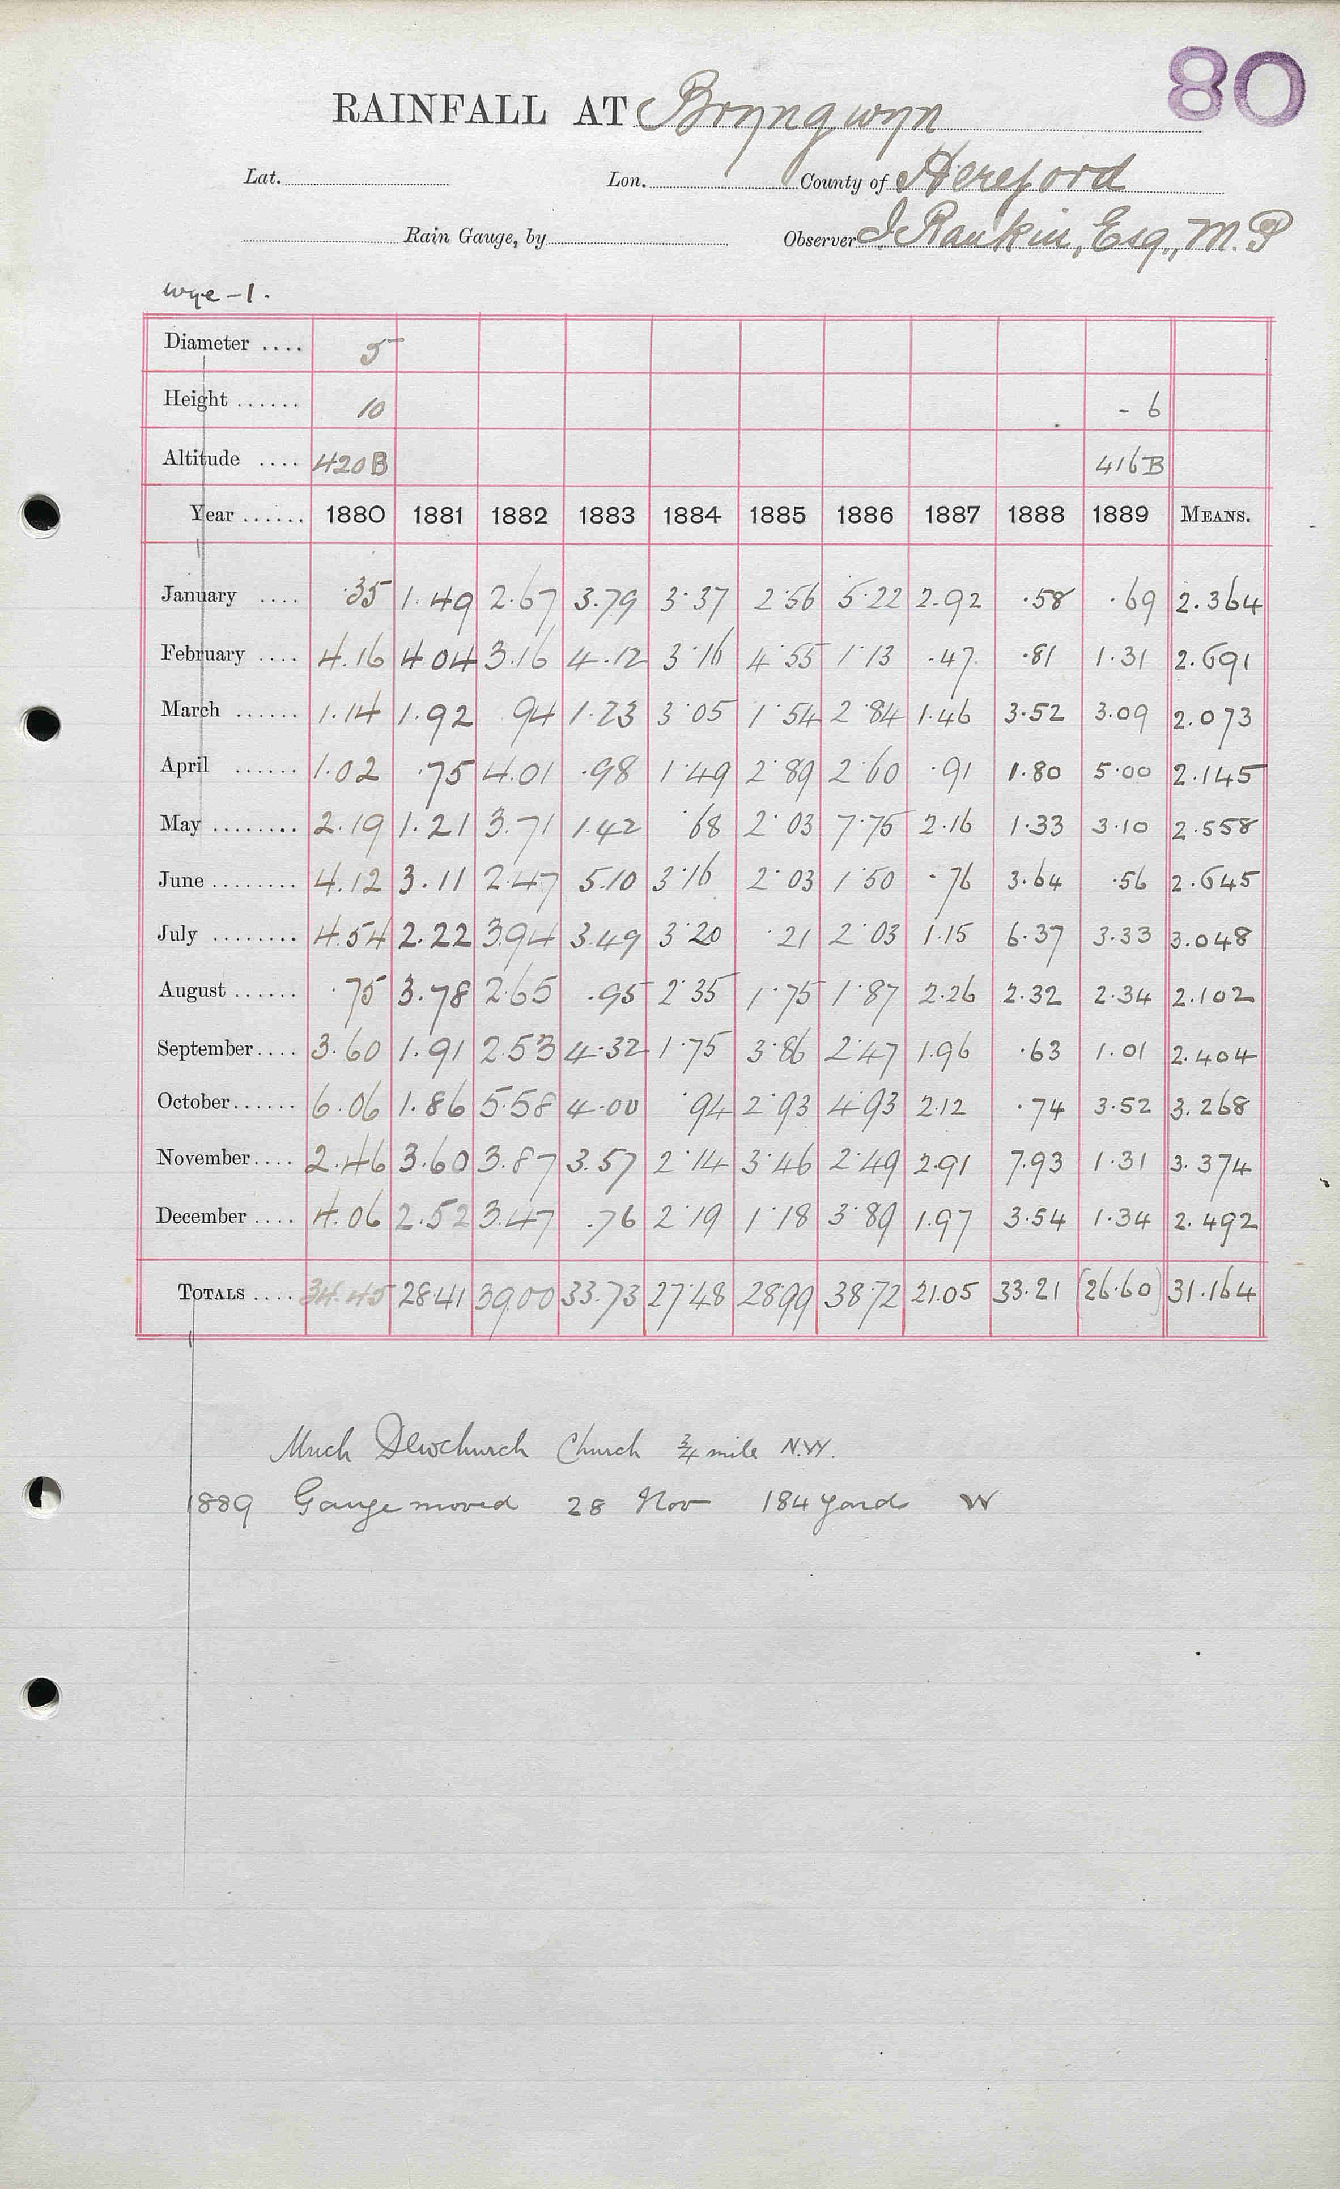 80
RAINFALL AT Bryngwyn
Lat. Lon. County of Hereford
Rain Gauge, by Observer J Rankin, Esq., M.P
Wye - 1.
Diameter .... 5
Height ...... 10 - 6
Altitude .... 420B 416B
Year ...... 1880 1881 1882 1883 1884 1885 1886 1887 1888 1889 MEANS.
January .... .35 1.49 2.67 3.79 3.37 2.56 5.22 2.92 .58 .69 2.364
February .... 4.16 4.04 3.16 4.12 3.16 4.55 1.13 .47 .81 1.31 2.691
March ...... 1.14 1.92 .94 1.23 3.05 1.54 2.84 1.46 3.52 3.09 2.073
April ...... 1.02 .75 4.01 .98 1.49 2.89 2.60 .91 1.80 5.00 2.145
May ........ 2.19 1.21 3.71 1.42 .68 2.03 7.75 2.16 1.33 3.10 2.558
June ........ 4.12 3.11 2.47 5.10 3.16 2.03 1.50 .76 3.64 .56 2.645
July ........ 4.54 2.22 3.94 3.49 3.20 .21 2.03 1.15 6.37 3.33 3.048
August ...... .75 3.78 2.65 .95 2.35 1.75 1.87 2.26 2.32 2.34 2.102
September.... 3.60 1.91 2.53 4.32 1.75 3.86 2.47 1.96 .63 1.01 2.404
October...... 6.06 1.86 5.58 4.00 .94 2.93 4.93 2.12 .74 3.52 3.268
November.... 2.46 3.60 3.87 3.57 2.14 3.46 2.49 2.91 7.93 1.31 3.374
December .... 4.06 2.52 3.47 .76 2.19 1.18 3.89 1.97 3.54 1.34 2.492
TOTALS .... 34.45 28.41 39.00 33.73 27.48 28.99 38.72 21.05 33.21 (26.60) 31.164
Much Dewchurch Church ¾ mile N.W.
1889 Gauge moved 28 Nov 184 yards W